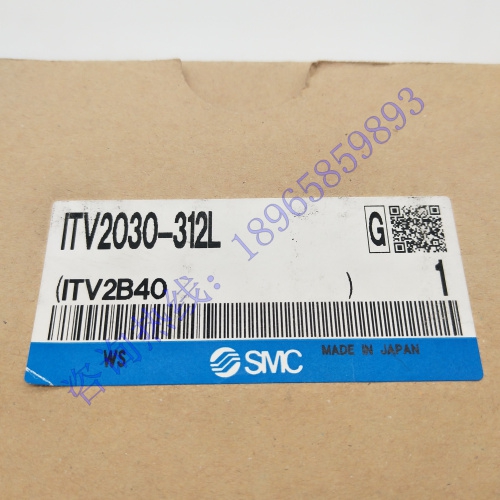 ITV2030-312L
G
(ITV2B40 )
1
WS
SMC
MADE IN JAPAN
咨询热线：18965859893